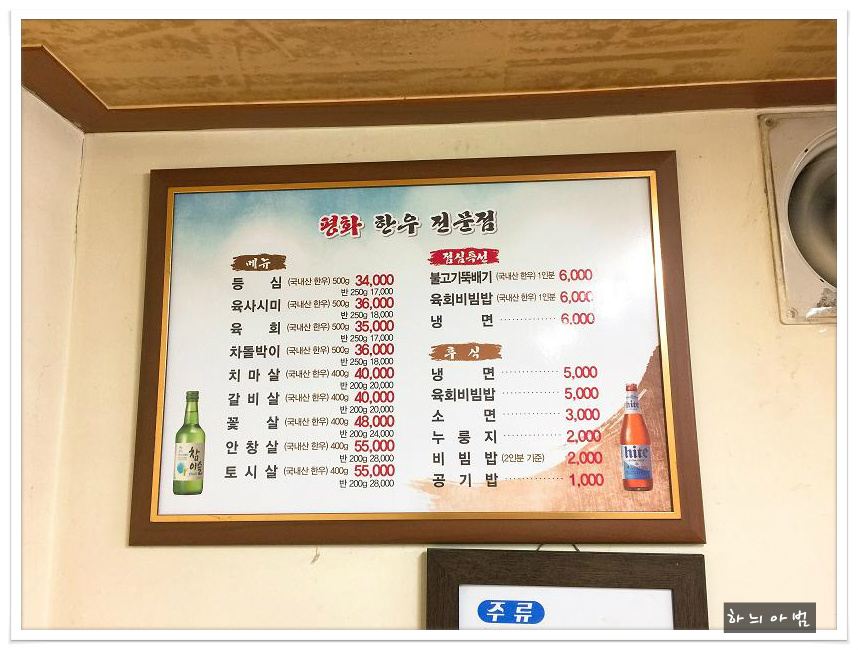 평화 한우 전문점
메뉴
등심 (국내산 한우) 500g 34,000
반 250g 17,000
육사시미 (국내산 한우) 500g 36,000
반 250g 18,000
육회 (국내산 한우) 500g 35,000
반 250g 17,000
차돌박이 (국내산 한우) 500g 36,000
반 250g 18,000
치마살 (국내산 한우) 400g 40,000
반 200g 20,000
갈비살 (국내산 한우) 400g 40,000
반 200g 20,000
꽃살 (국내산 한우) 400g 48,000
반 200g 24,000
안창살 (국내산 한우) 400g 55,000
반 200g 28,000
토시살 (국내산 한우) 400g 55,000
반 200g 28,000
점심특선
불고기뚝배기 (국내산 한우) 1인분 6,000
육회비빔밥 (국내산 한우) 1인분 6,000
냉면 6,000
후식
냉면 5,000
육회비빔밥 5,000
소면 3,000
누룽지 2,000
비빔밥 (2인분 기준) 2,000
공기밥 1,000
참이슬
hite
hite
주류
하늬아범